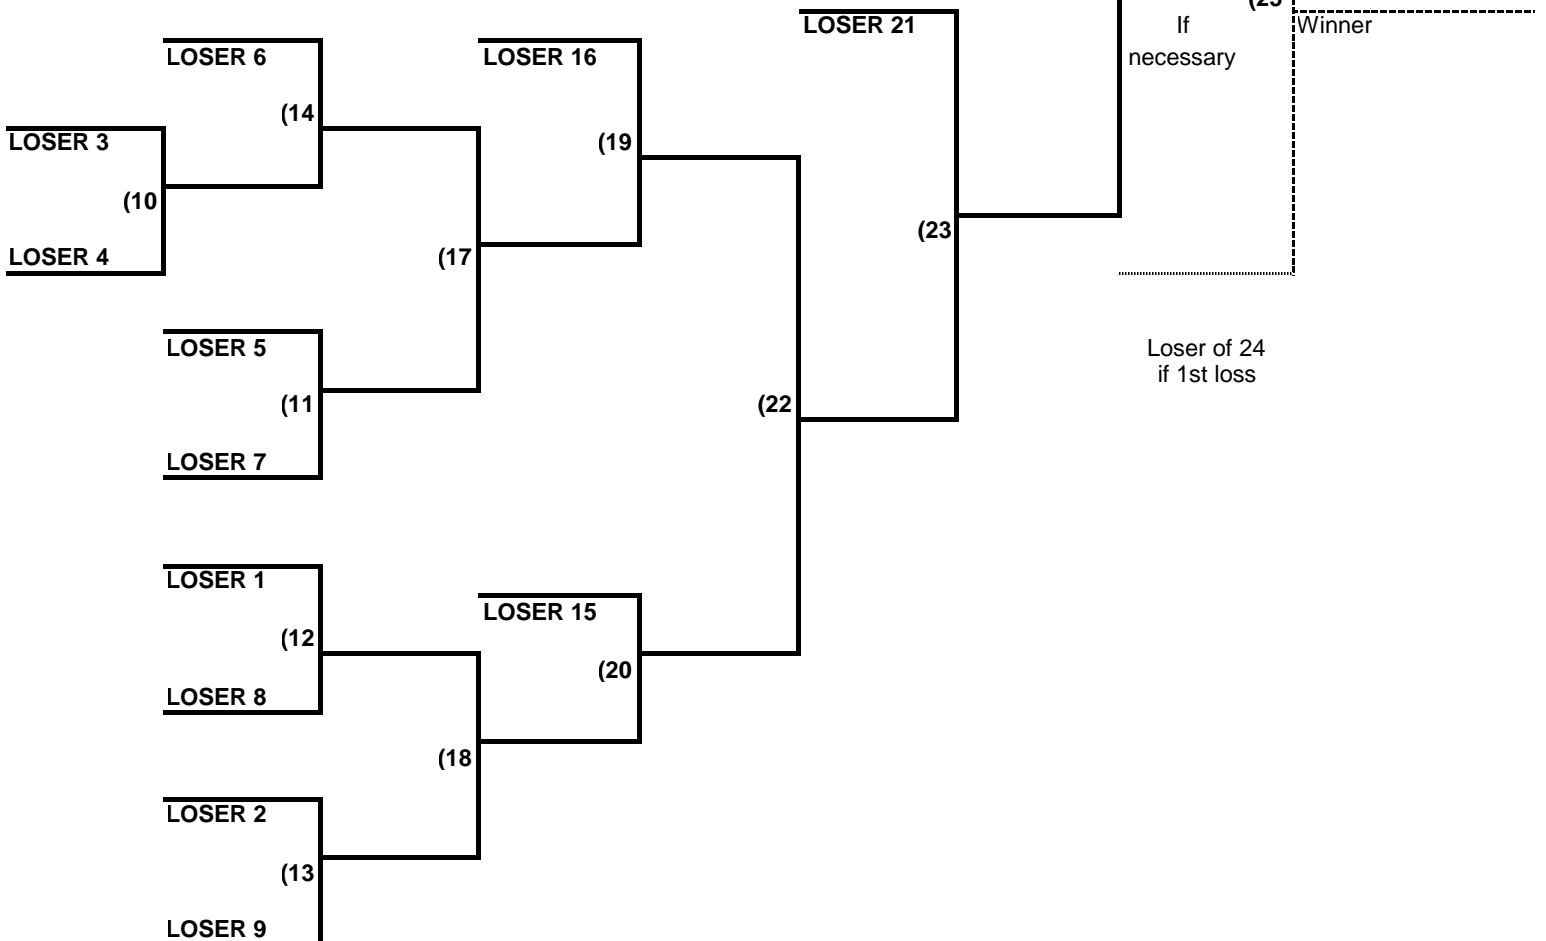 (25
LOSER 21
If
necessary
Winner
LOSER 6
LOSER 16
(14
LOSER 3
(19
(10
(23
LOSER 4
(17
LOSER 5
Loser of 24
if 1st loss
(11
(22
LOSER 7
LOSER 1
LOSER 15
(12
(20
LOSER 8
(18
LOSER 2
(13
LOSER 9